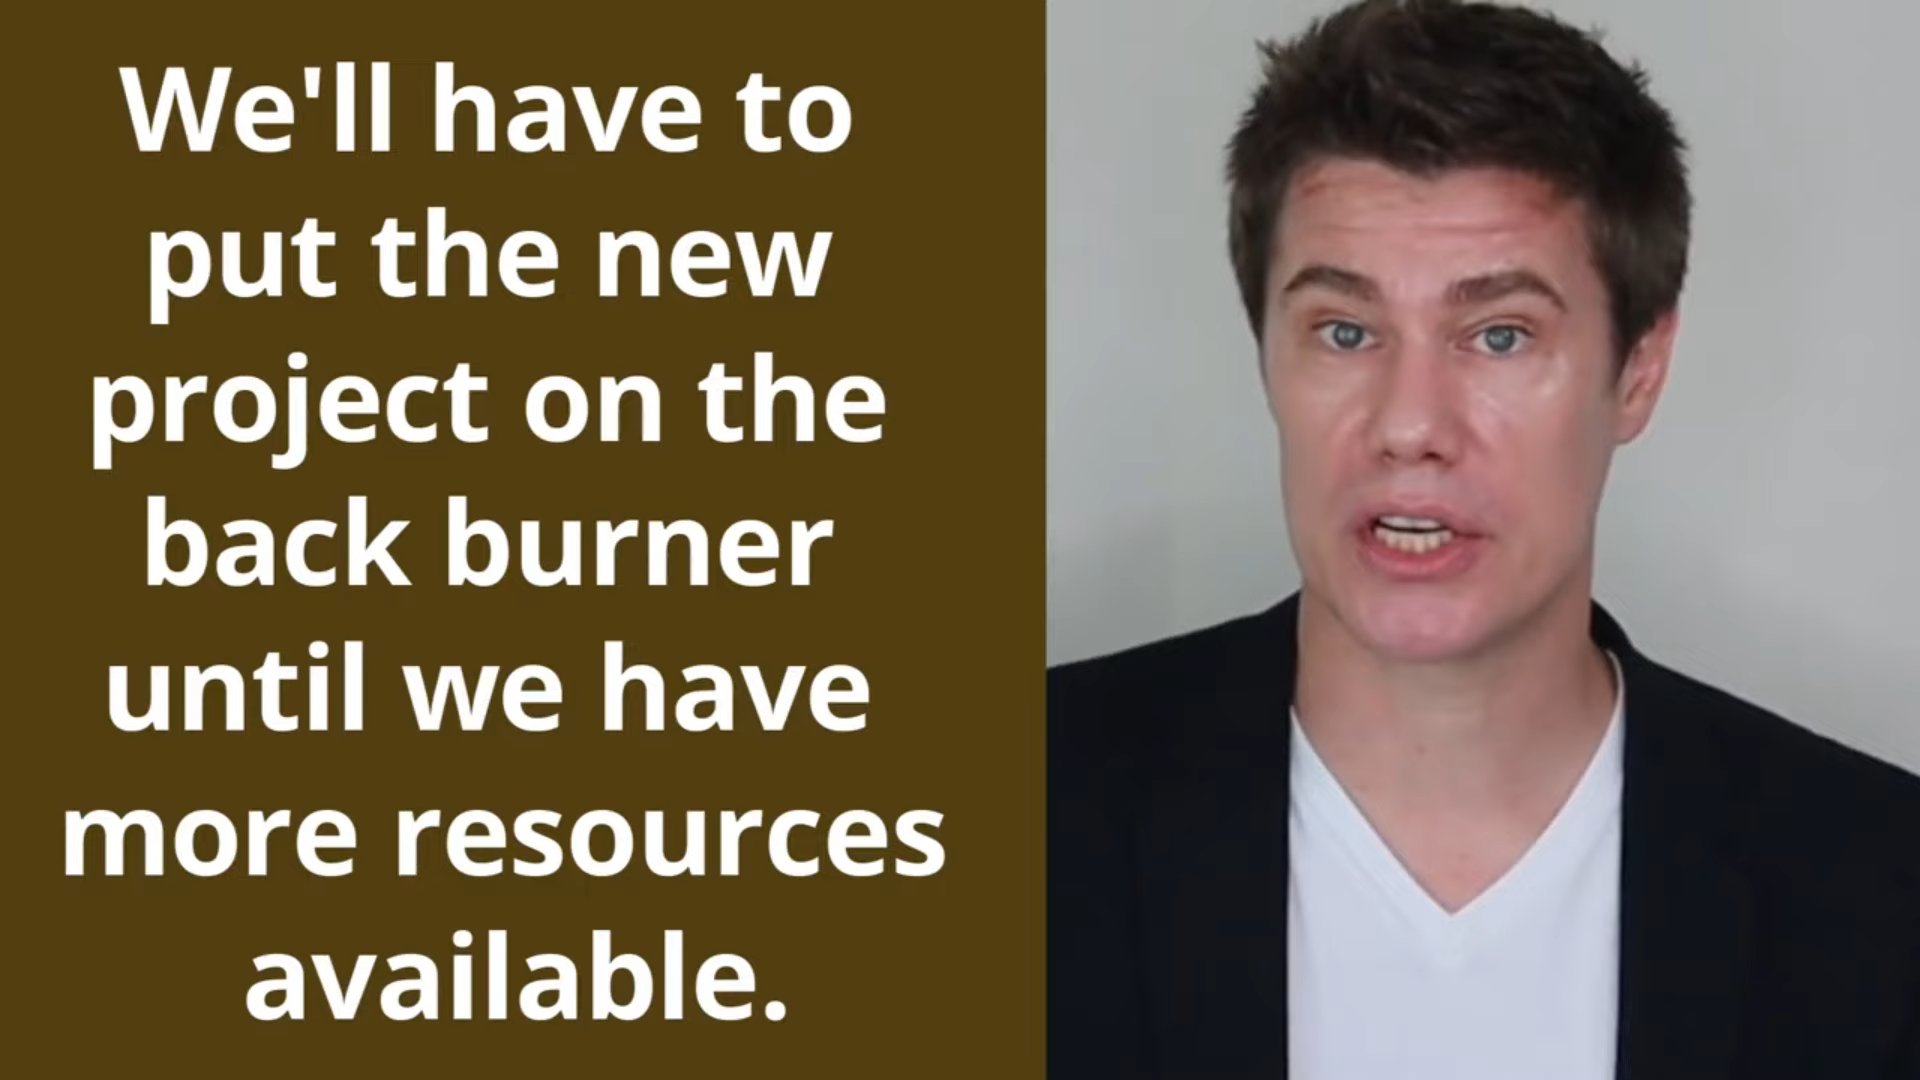 We'll have to
put the new
project on the
back burner
until we have
more resources
available.